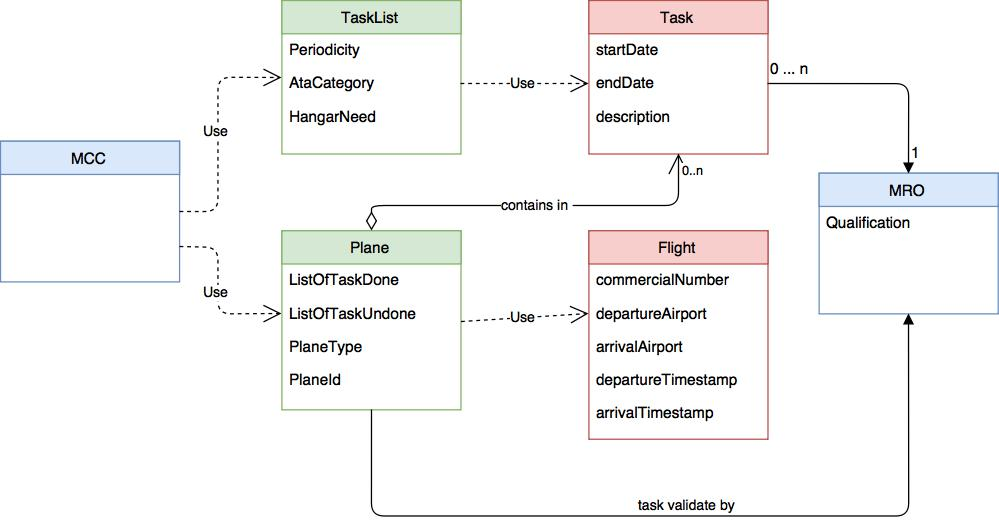 TaskList
Periodicity
AtaCategory
HangarNeed
Task
startDate
endDate
description
0 ... n
Use
Use
MCC
1
MRO
Qualification
0..n
contains in
Use
Plane
ListOfTaskDone
ListOfTaskUndone
PlaneType
PlaneId
Use
Flight
commercialNumber
departureAirport
arrivalAirport
departureTimestamp
arrivalTimestamp
task validate by